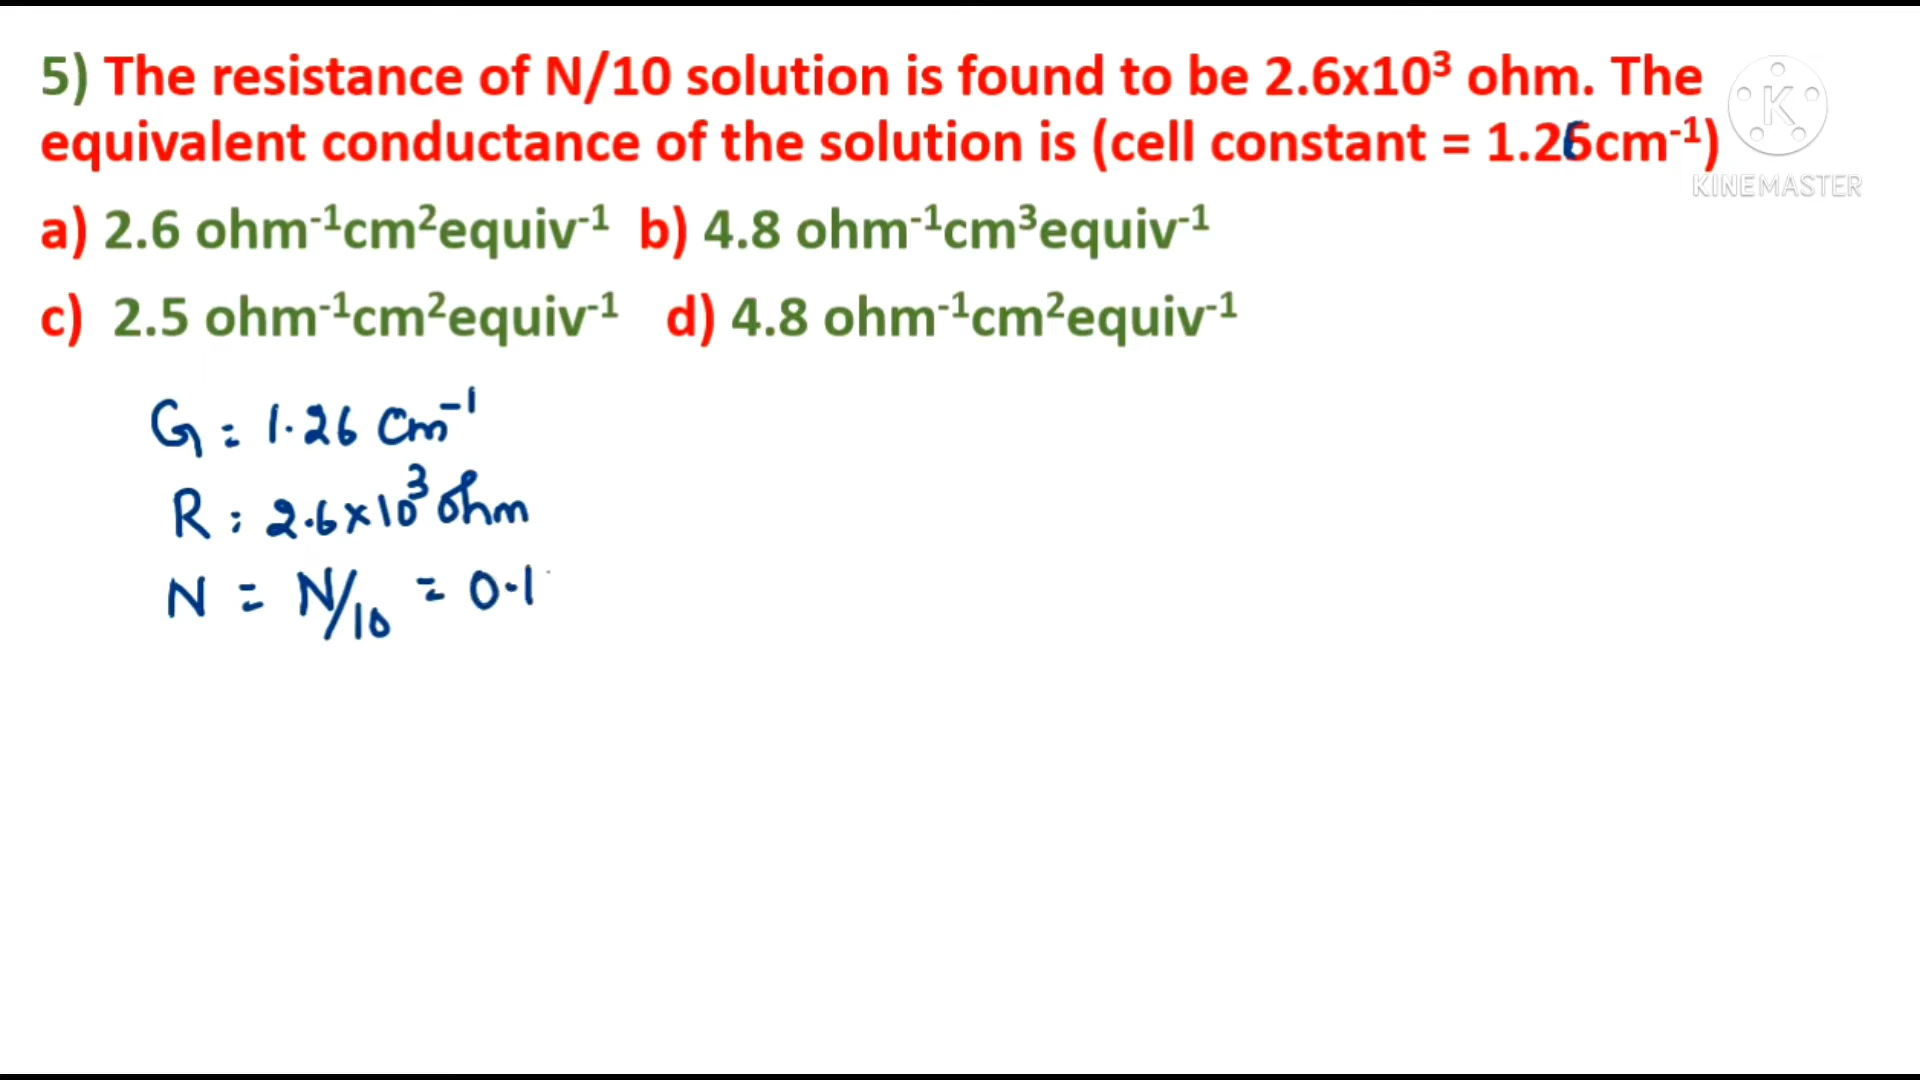 5) The resistance of N/10 solution is found to be 2.6x10³ ohm. The
equivalent conductance of the solution is (cell constant = 1.26cm⁻¹)
K
KINEMASTER
a) 2.6 ohm⁻¹cm²equiv⁻¹ b) 4.8 ohm⁻¹cm³equiv⁻¹
c) 2.5 ohm⁻¹cm²equiv⁻¹ d) 4.8 ohm⁻¹cm²equiv⁻¹
G = 1.26 cm⁻¹
R : 2.6×10³ ohm
N = N/10 = 0.1